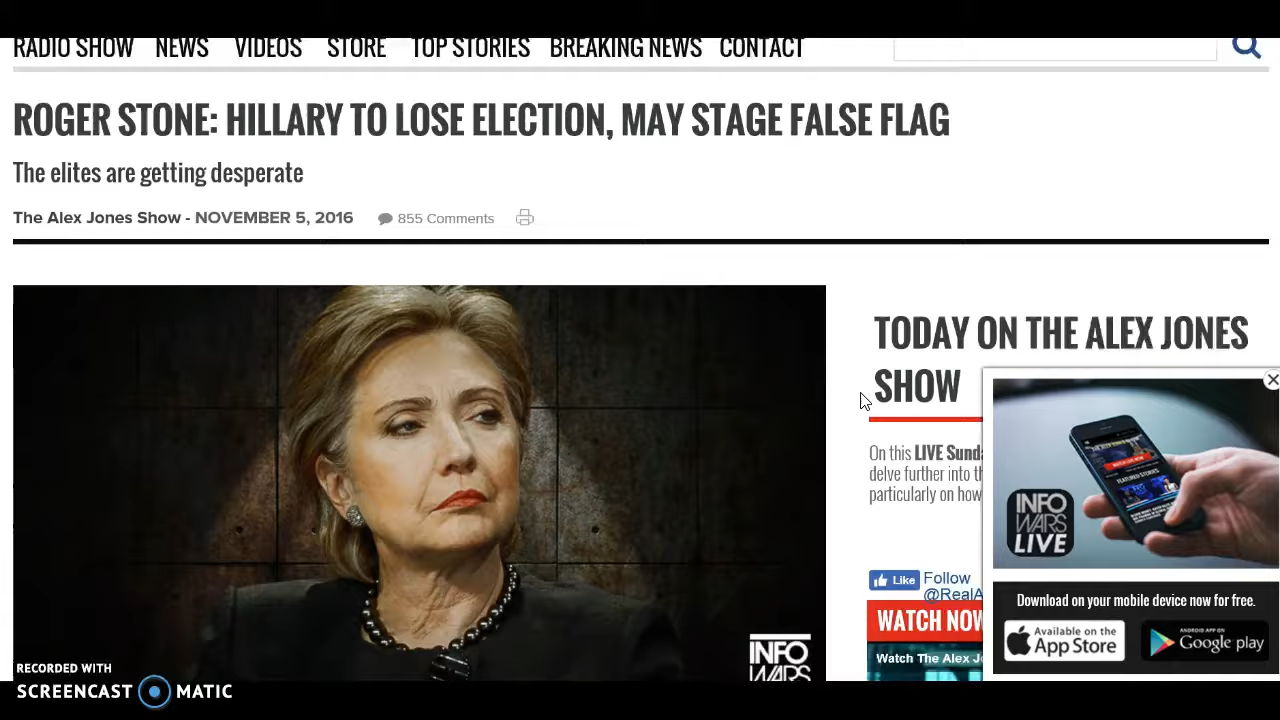 RADIO SHOW NEWS VIDEOS STORE TOP STORIES BREAKING NEWS CONTACT
ROGER STONE: HILLARY TO LOSE ELECTION, MAY STAGE FALSE FLAG
The elites are getting desperate
The Alex Jones Show - NOVEMBER 5, 2016 855 Comments
TODAY ON THE ALEX JONES
SHOW
On this LIVE Sunda
delve further into th
particularly on how
Like Follow
@RealA
WATCH NOW
Watch The Alex Jo
INFO
WARS
INFO
WARS
LIVE
FEATURED STORIES
Download on your mobile device now for free.
Available on the
App Store
ANDROID APP ON
Google play
RECORDED WITH
SCREENCAST MATIC